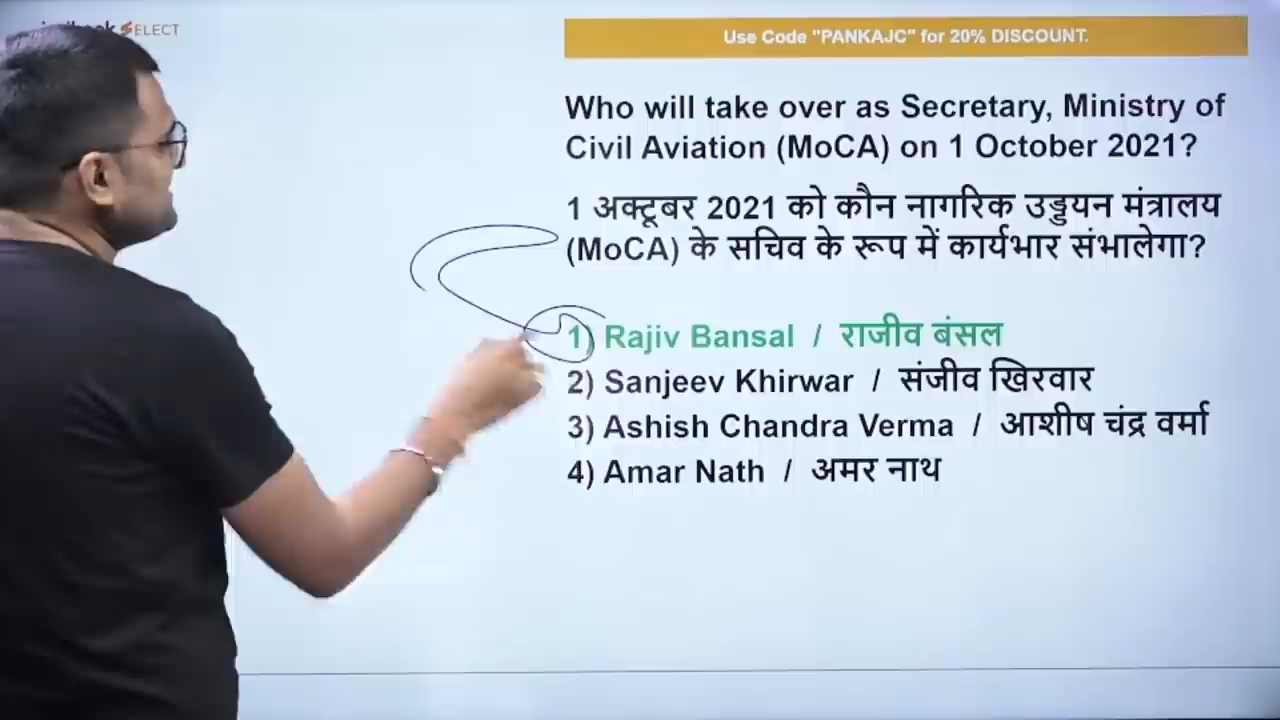 SELECT
Use Code "PANKAJC" for 20% DISCOUNT.
Who will take over as Secretary, Ministry of
Civil Aviation (MoCA) on 1 October 2021?
1 अक्टूबर 2021 को कौन नागरिक उड्डयन मंत्रालय
(MoCA) के सचिव के रूप में कार्यभार संभालेगा?
1) Rajiv Bansal / राजीव बंसल
2) Sanjeev Khirwar / संजीव खिरवार
3) Ashish Chandra Verma / आशीष चंद्र वर्मा
4) Amar Nath / अमर नाथ